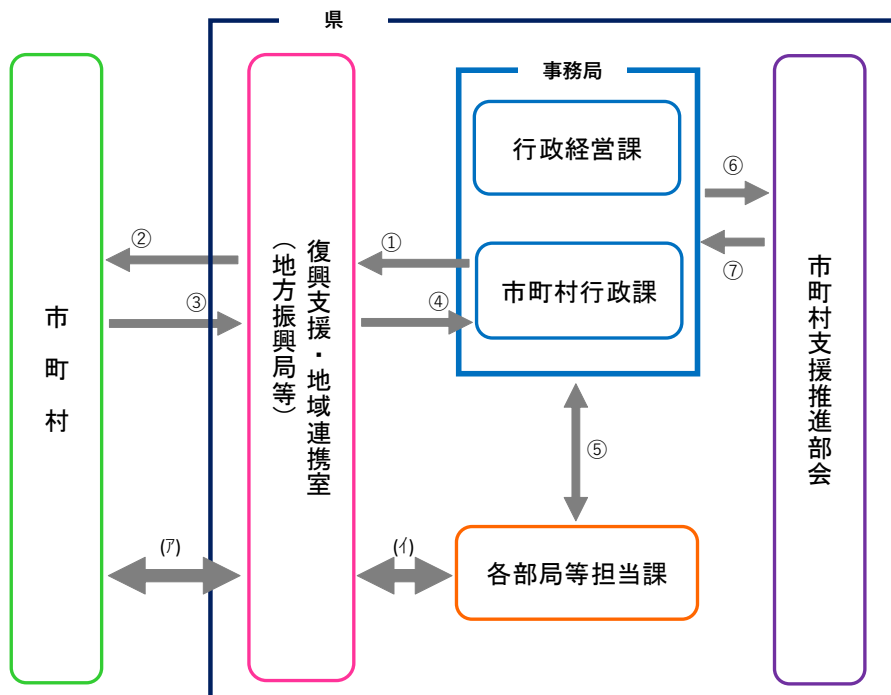 県
事務局
行政経営課
⑥
②
①
⑦
市町村行政課
③
④
市町村
復興支援・地域連携室
（地方振興局等）
市町村支援推進部会
⑤
(ｱ)
(ｲ)
各部局等担当課